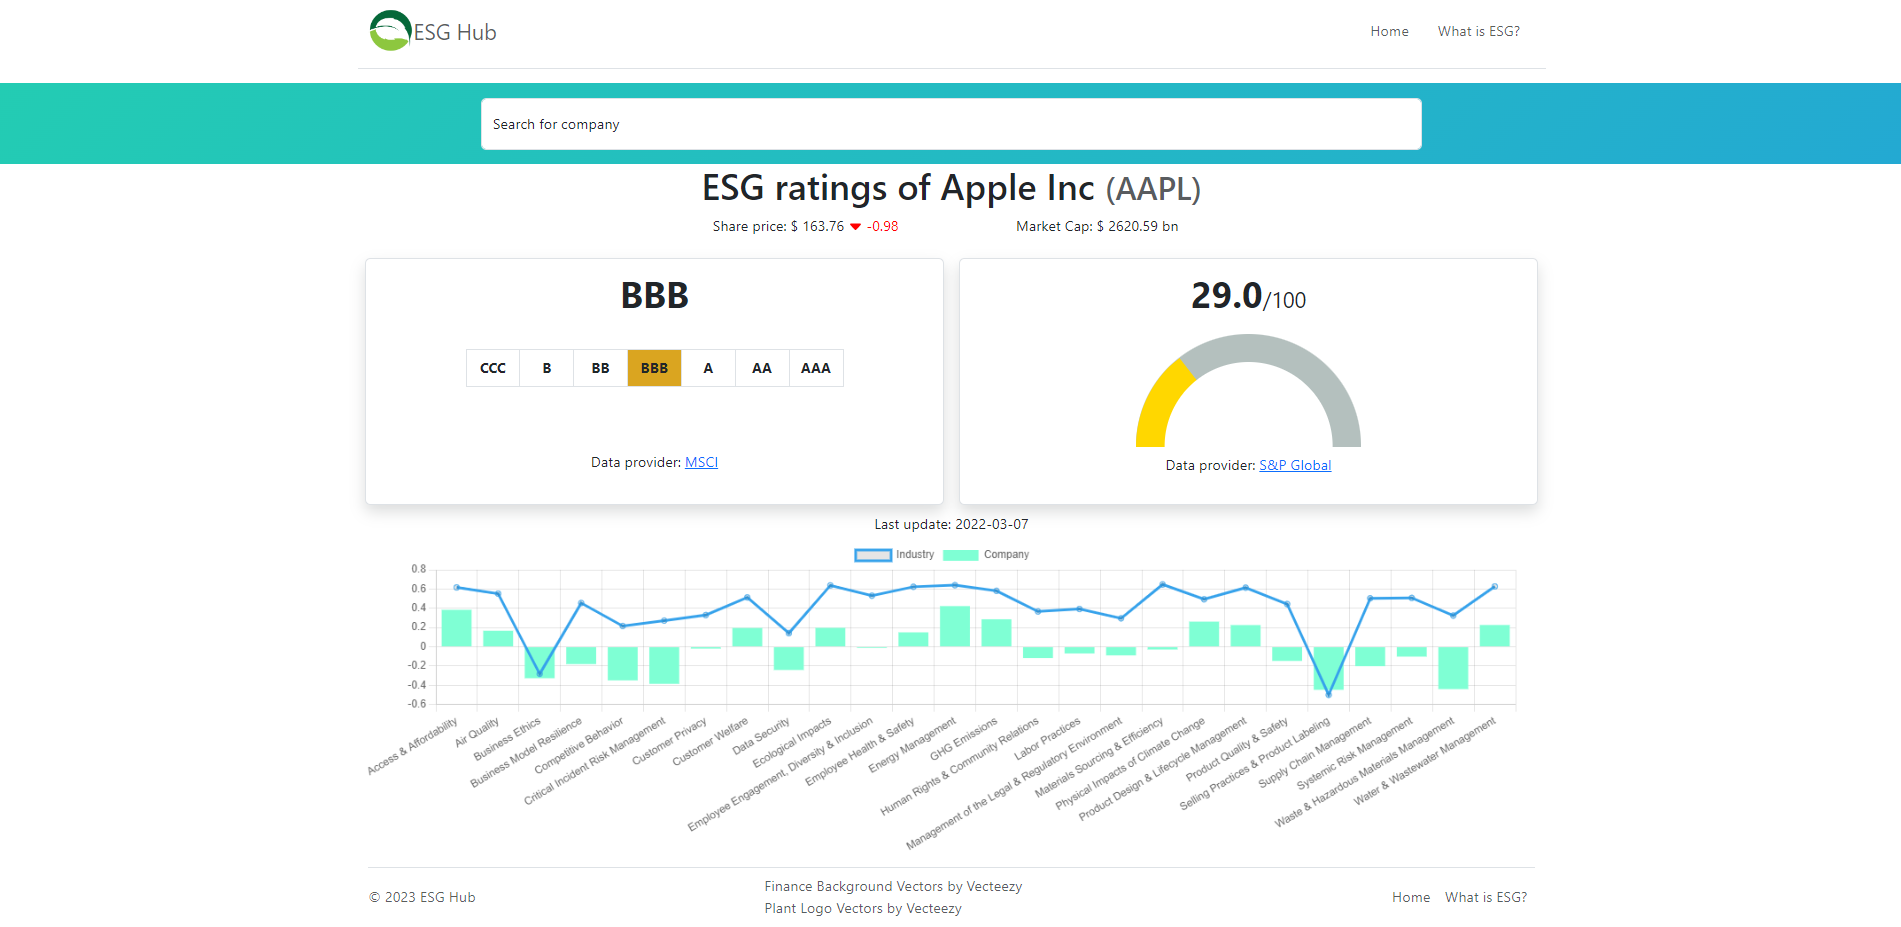 ESG Hub
Home What is ESG?
Search for company
ESG ratings of Apple Inc (AAPL)
Share price: $ 163.76 -0.98 Market Cap: $ 2620.59 bn
BBB
CCC B BB BBB A AA AAA
Data provider: MSCI
29.0/100
Data provider: S&P Global
Last update: 2022-03-07
Industry Company
0.8
0.6
0.4
0.2
0
-0.2
-0.4
-0.6
Access & Affordability
Air Quality
Business Ethics
Business Model Resilience
Competitive Behavior
Critical Incident Risk Management
Customer Privacy
Customer Welfare
Data Security
Ecological Impacts
Employee Engagement, Diversity & Inclusion
Employee Health & Safety
Energy Management
GHG Emissions
Human Rights & Community Relations
Labor Practices
Management of the Legal & Regulatory Environment
Materials Sourcing & Efficiency
Physical Impacts of Climate Change
Product Design & Lifecycle Management
Product Quality & Safety
Selling Practices & Product Labeling
Supply Chain Management
Systemic Risk Management
Waste & Hazardous Materials Management
Water & Wastewater Management
© 2023 ESG Hub
Finance Background Vectors by Vecteezy
Plant Logo Vectors by Vecteezy
Home What is ESG?